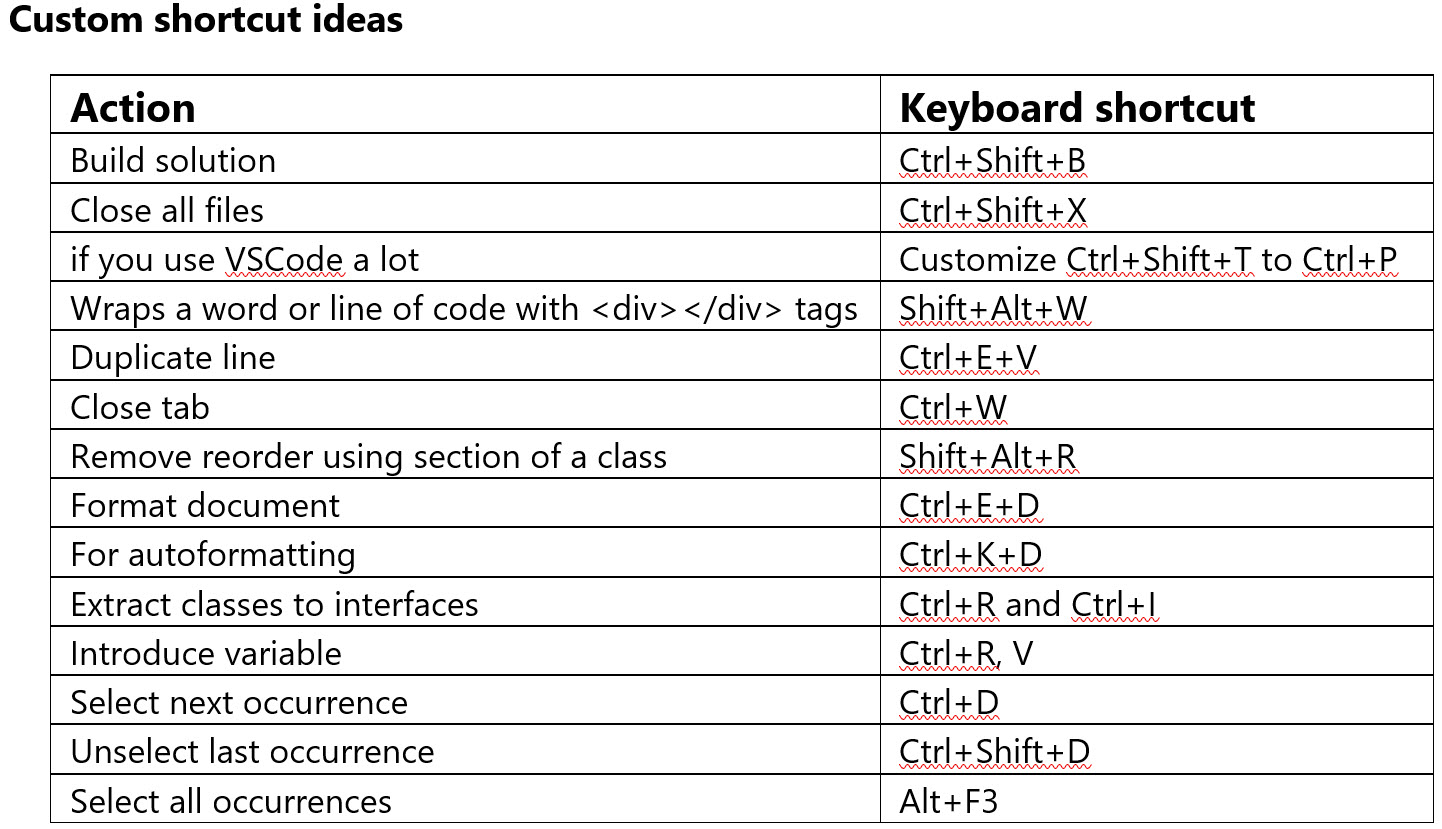 Custom shortcut ideas
Action Keyboard shortcut
Build solution Ctrl+Shift+B
Close all files Ctrl+Shift+X
if you use VSCode a lot Customize Ctrl+Shift+T to Ctrl+P
Wraps a word or line of code with <div></div> tags Shift+Alt+W
Duplicate line Ctrl+E+V
Close tab Ctrl+W
Remove reorder using section of a class Shift+Alt+R
Format document Ctrl+E+D
For autoformatting Ctrl+K+D
Extract classes to interfaces Ctrl+R and Ctrl+I
Introduce variable Ctrl+R, V
Select next occurrence Ctrl+D
Unselect last occurrence Ctrl+Shift+D
Select all occurrences Alt+F3